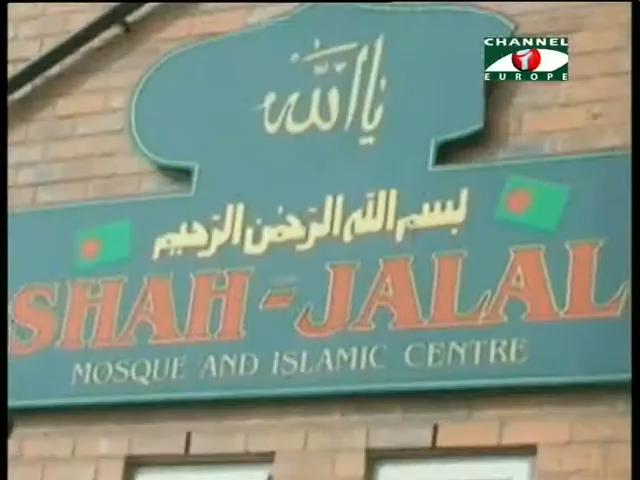 CHANNEL
i
EUROPE
يا الله
بسم الله الرحمن الرحيم
SHAH-JALAL
MOSQUE AND ISLAMIC CENTRE